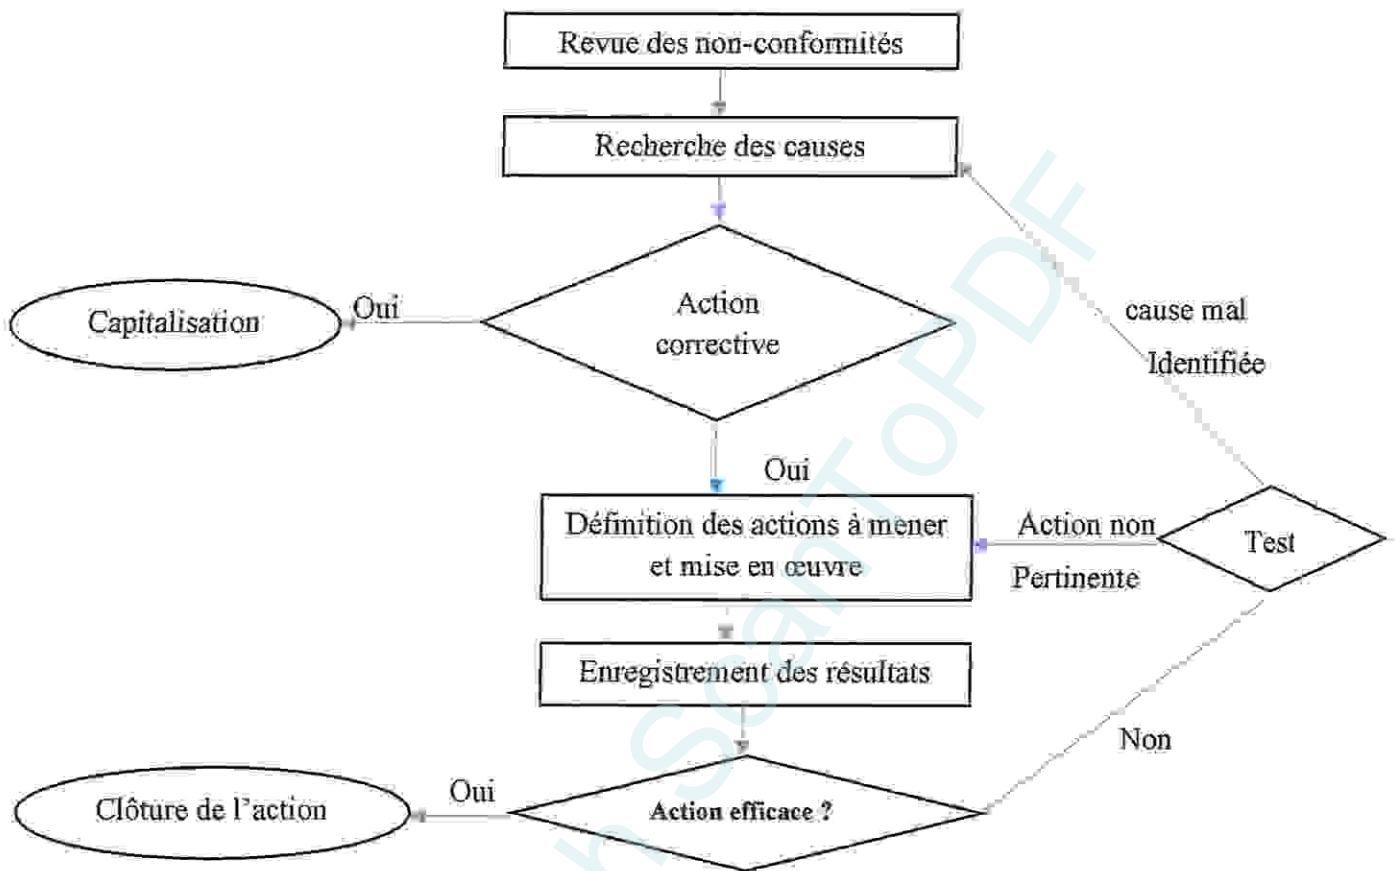 Revue des non-conformités
Recherche des causes
Oui
Capitalisation
Action
corrective
cause mal
Identifiée
Oui
Définition des actions à mener
et mise en œuvre
Action non
Pertinente
Test
Enregistrement des résultats
Non
Oui
Clôture de l'action
Action efficace ?
h ScanToPDF